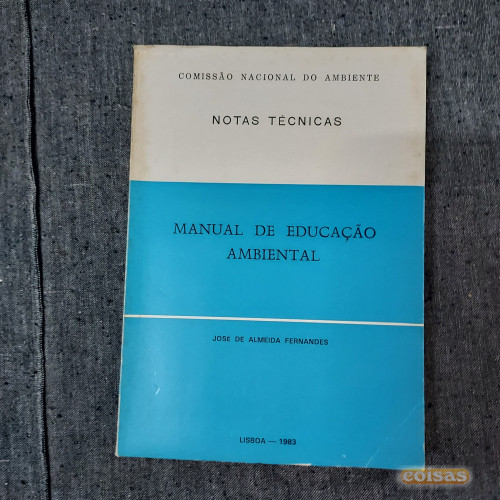 COMISSÃO NACIONAL DO AMBIENTE
NOTAS TÉCNICAS
MANUAL DE EDUCAÇÃO
AMBIENTAL
JOSÉ DE ALMEIDA FERNANDES
LISBOA — 1983
coisas